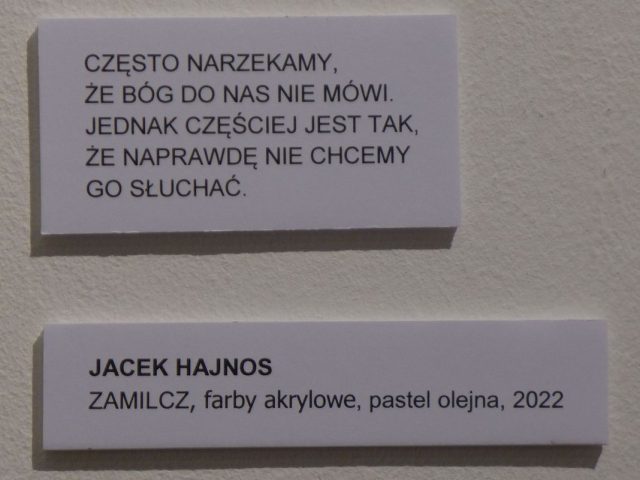 CZĘSTO NARZEKAMY,
ŻE BÓG DO NAS NIE MÓWI.
JEDNAK CZĘŚCIEJ JEST TAK,
ŻE NAPRAWDĘ NIE CHCEMY
GO SŁUCHAĆ.
JACEK HAJNOS
ZAMILCZ, farby akrylowe, pastel olejna, 2022